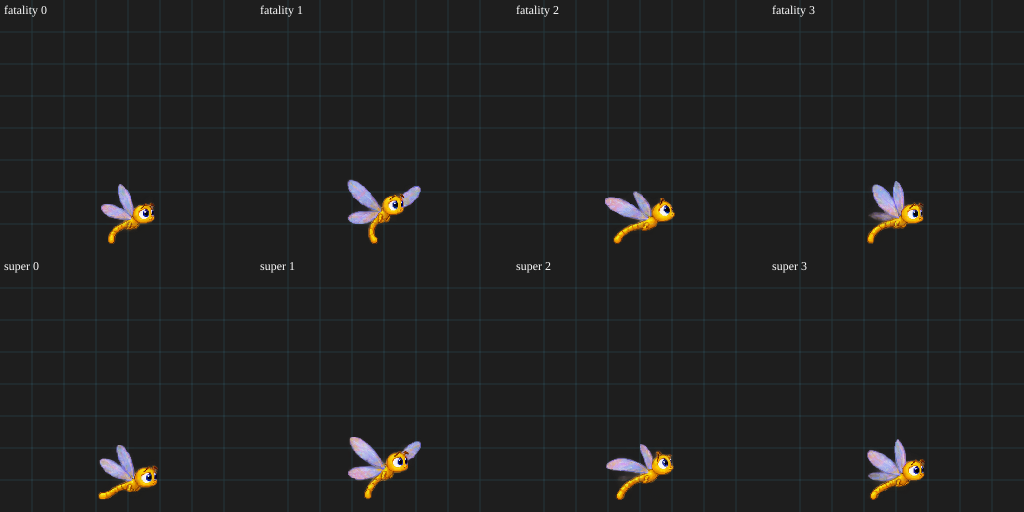 fatality 0
fatality 1
fatality 2
fatality 3
super 0
super 1
super 2
super 3